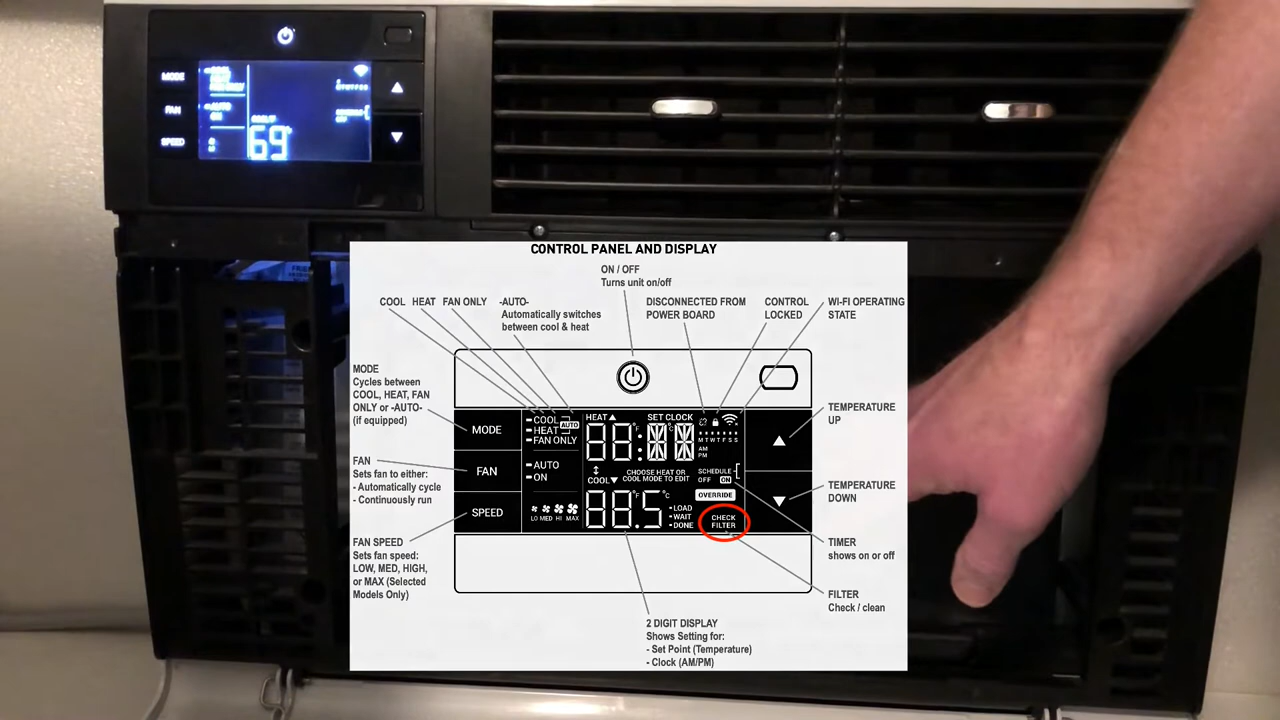 MODE
FAN
SPEED
AUTO
ON
69
CONTROL PANEL AND DISPLAY
ON / OFF
Turns unit on/off
COOL HEAT FAN ONLY
-AUTO-
Automatically switches
between cool & heat
DISCONNECTED FROM
POWER BOARD
CONTROL
LOCKED
WI-FI OPERATING
STATE
MODE
Cycles between
COOL, HEAT, FAN
ONLY or -AUTO-
(if equipped)
FAN
Sets fan to either:
- Automatically cycle
- Continuously run
FAN SPEED
Sets fan speed:
LOW, MED, HIGH,
or MAX (Selected
Models Only)
MODE
FAN
SPEED
COOL
HEAT
AUTO
FAN ONLY
AUTO
ON
LO MED HI MAX
HEAT
SET CLOCK
°F °C
CHOOSE HEAT OR
COOL MODE TO EDIT
COOL
88.5
°F °C
LOAD
WAIT
DONE
M T W T F S S
AM
PM
SCHEDULE
OFF ON
OVERRIDE
CHECK
FILTER
TEMPERATURE
UP
TEMPERATURE
DOWN
TIMER
shows on or off
FILTER
Check / clean
2 DIGIT DISPLAY
Shows Setting for:
- Set Point (Temperature)
- Clock (AM/PM)